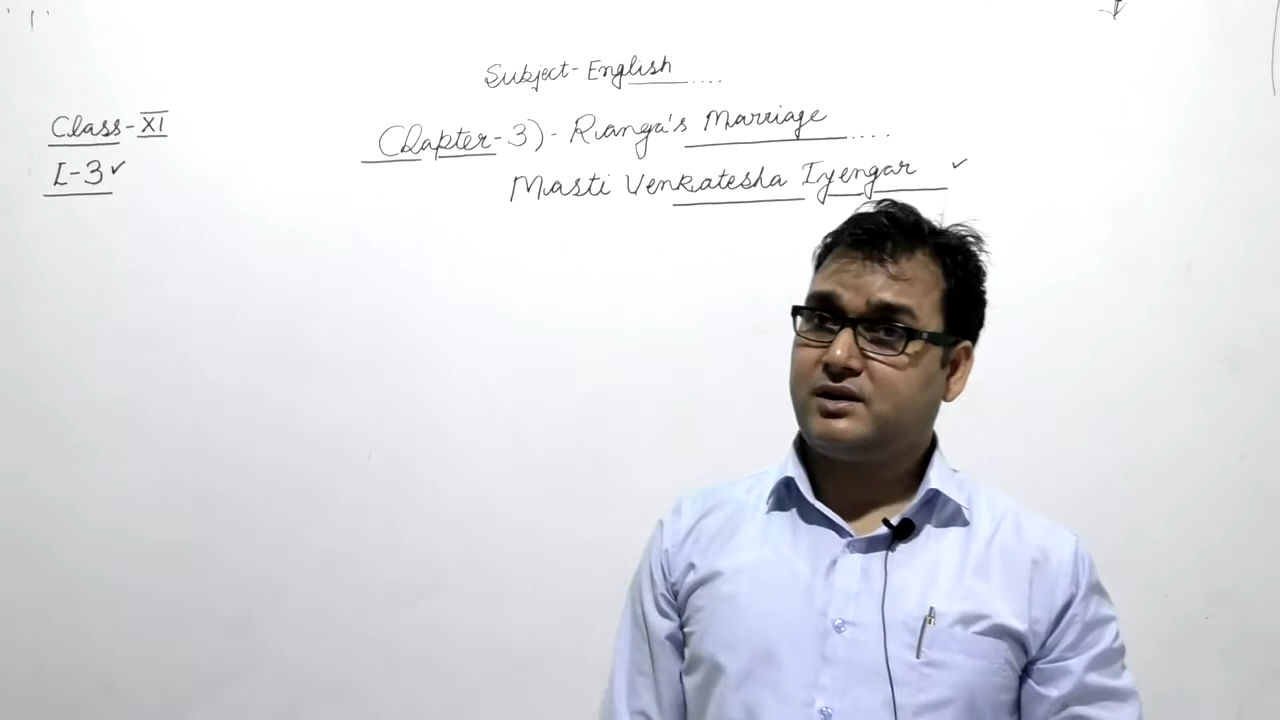 Subject-English....
Class-XI
Chapter-3)- Ranga's Marriage....
I-3✓
Masti Venkatesha Iyengar ✓